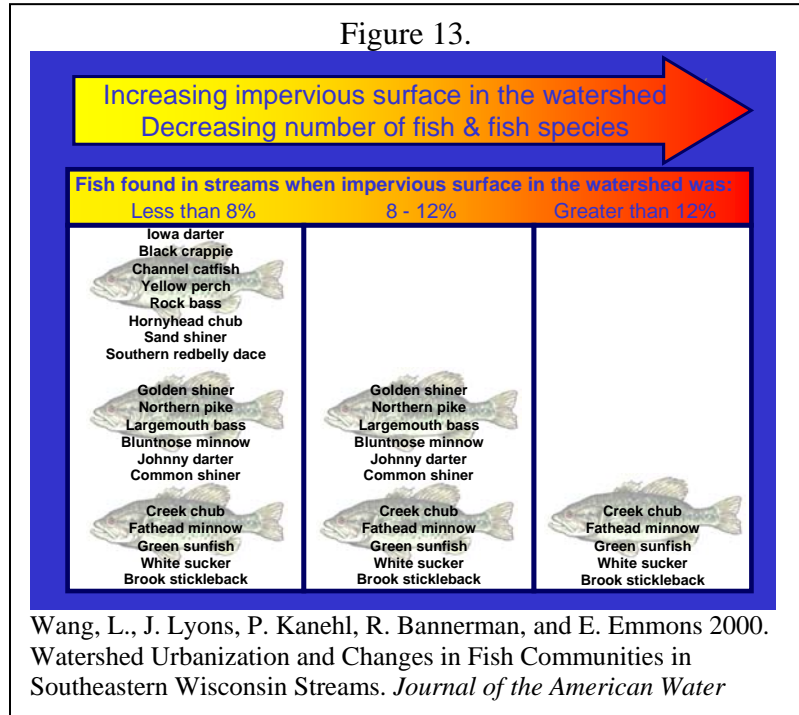 Figure 13.
Increasing impervious surface in the watershed
Decreasing number of fish & fish species
Fish found in streams when impervious surface in the watershed was:
Less than 8%
8 - 12%
Greater than 12%
Iowa darter
Black crappie
Channel catfish
Yellow perch
Rock bass
Hornyhead chub
Sand shiner
Southern redbelly dace
Golden shiner
Northern pike
Largemouth bass
Bluntnose minnow
Johnny darter
Common shiner
Creek chub
Fathead minnow
Green sunfish
White sucker
Brook stickleback
Golden shiner
Northern pike
Largemouth bass
Bluntnose minnow
Johnny darter
Common shiner
Creek chub
Fathead minnow
Green sunfish
White sucker
Brook stickleback
Creek chub
Fathead minnow
Green sunfish
White sucker
Brook stickleback
Wang, L., J. Lyons, P. Kanehl, R. Bannerman, and E. Emmons 2000.
Watershed Urbanization and Changes in Fish Communities in
Southeastern Wisconsin Streams. Journal of the American Water